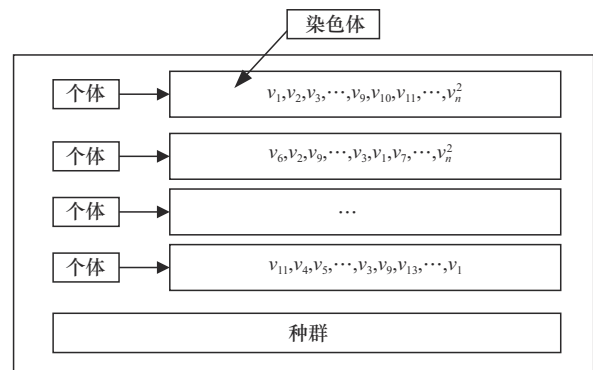 染色体
个体 v₁,v₂,v₃,⋯,v₉,v₁₀,v₁₁,⋯,vₙ²
个体 v₆,v₂,v₉,⋯,v₃,v₁,v₇,⋯,vₙ²
个体 ⋯
个体 v₁₁,v₄,v₅,⋯,v₃,v₉,v₁₃,⋯,v₁
种群